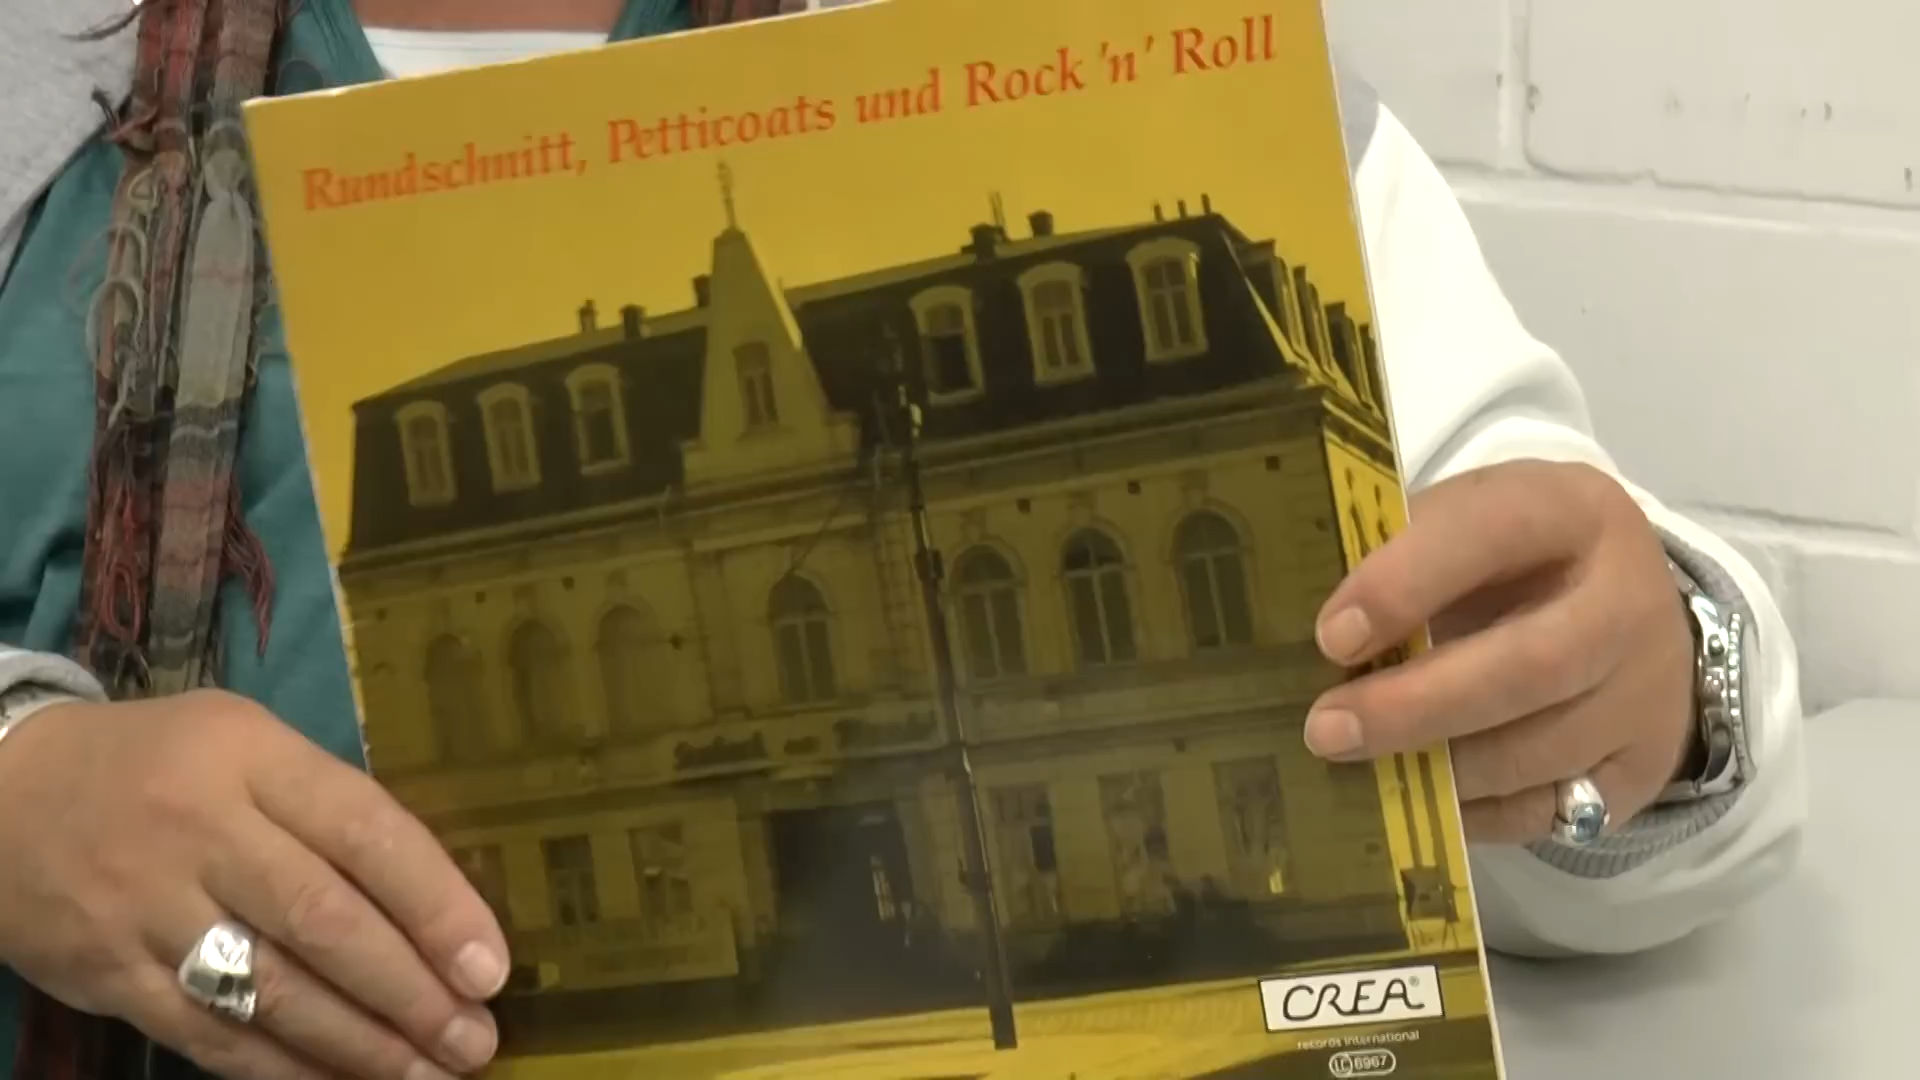 Rundschnitt, Petticoats und Rock 'n' Roll
CREA®
records international
LC 6967